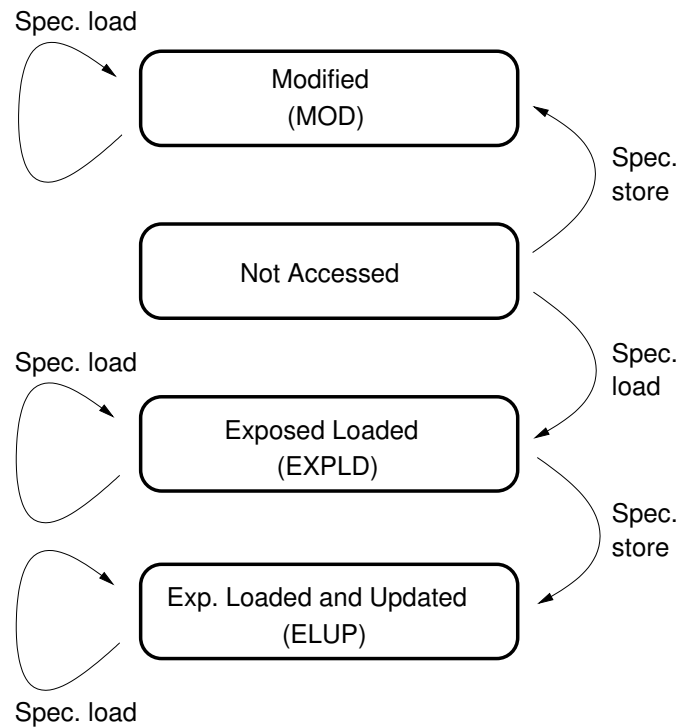 Spec. load
Modified
(MOD)
Spec.
store
Not Accessed
Spec.
load
Spec. load
Exposed Loaded
(EXPLD)
Spec.
store
Exp. Loaded and Updated
(ELUP)
Spec. load